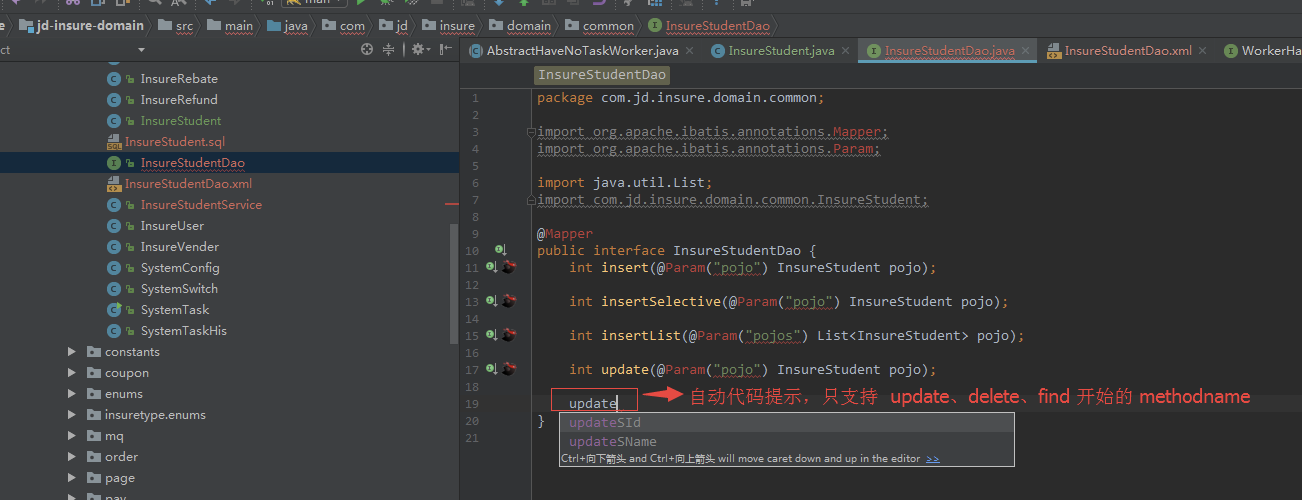 main
jd-insure-domain src main java com jd insure domain common InsureStudentDao
ct
AbstractHaveNoTaskWorker.java InsureStudent.java InsureStudentDao.java InsureStudentDao.xml WorkerHa
InsureRebate
InsureRefund
InsureStudent
InsureStudent.sql
InsureStudentDao
InsureStudentDao.xml
InsureStudentService
InsureUser
InsureVender
SystemConfig
SystemSwitch
SystemTask
SystemTaskHis
constants
coupon
enums
insuretype.enums
mq
order
page
InsureStudentDao
1 package com.jd.insure.domain.common;
2
3 import org.apache.ibatis.annotations.Mapper;
4 import org.apache.ibatis.annotations.Param;
5
6 import java.util.List;
7 import com.jd.insure.domain.common.InsureStudent;
8
9 @Mapper
10 public interface InsureStudentDao {
11 int insert(@Param("pojo") InsureStudent pojo);
12
13 int insertSelective(@Param("pojo") InsureStudent pojo);
14
15 int insertList(@Param("pojos") List<InsureStudent> pojo);
16
17 int update(@Param("pojo") InsureStudent pojo);
18
19 update 自动代码提示，只支持 update、delete、find 开始的 methodname
20 }
21
updateSId
updateSName
Ctrl+向下箭头 and Ctrl+向上箭头 will move caret down and up in the editor >>